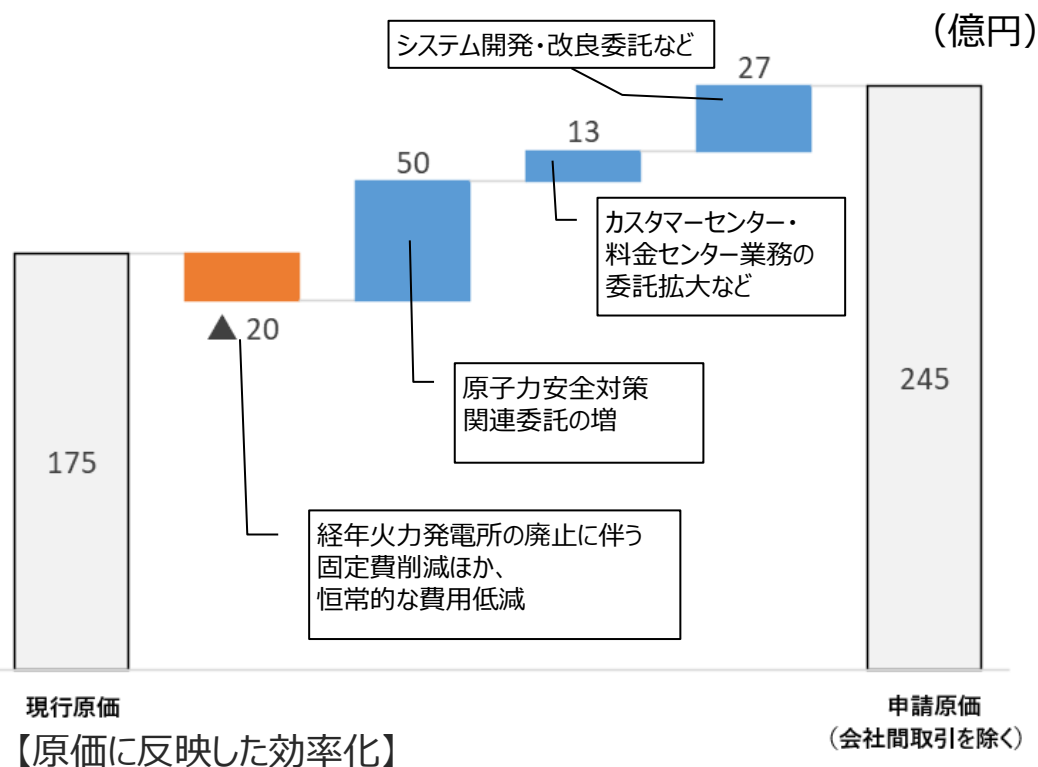 （億円）
システム開発・改良委託など
27
13
50
カスタマーセンター・
料金センター業務の
委託拡大など
▲ 20
原子力安全対策
関連委託の増
245
175
経年火力発電所の廃止に伴う
固定費削減ほか、
恒常的な費用低減
現行原価
申請原価
（会社間取引を除く）
【原価に反映した効率化】